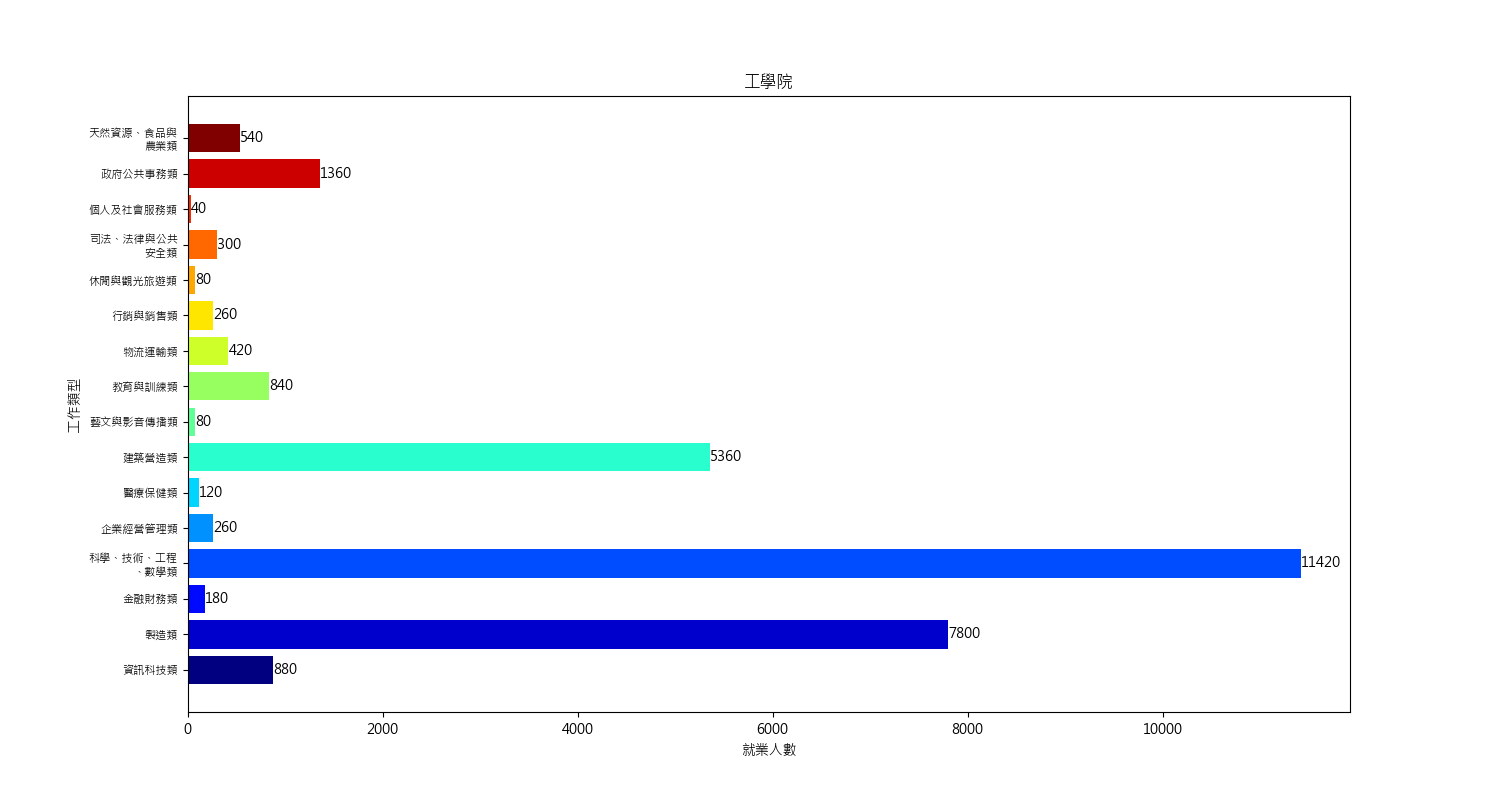 工學院
天然資源、食品與
農業類
540
政府公共事務類
1360
個人及社會服務類
40
司法、法律與公共
安全類
300
休閒與觀光旅遊類
80
行銷與銷售類
260
物流運輸類
420
教育與訓練類
840
藝文與影音傳播類
80
建築營造類
5360
醫療保健類
120
企業經營管理類
260
科學、技術、工程
、數學類
11420
金融財務類
180
製造類
7800
資訊科技類
880
工作類型
0 2000 4000 6000 8000 10000
就業人數